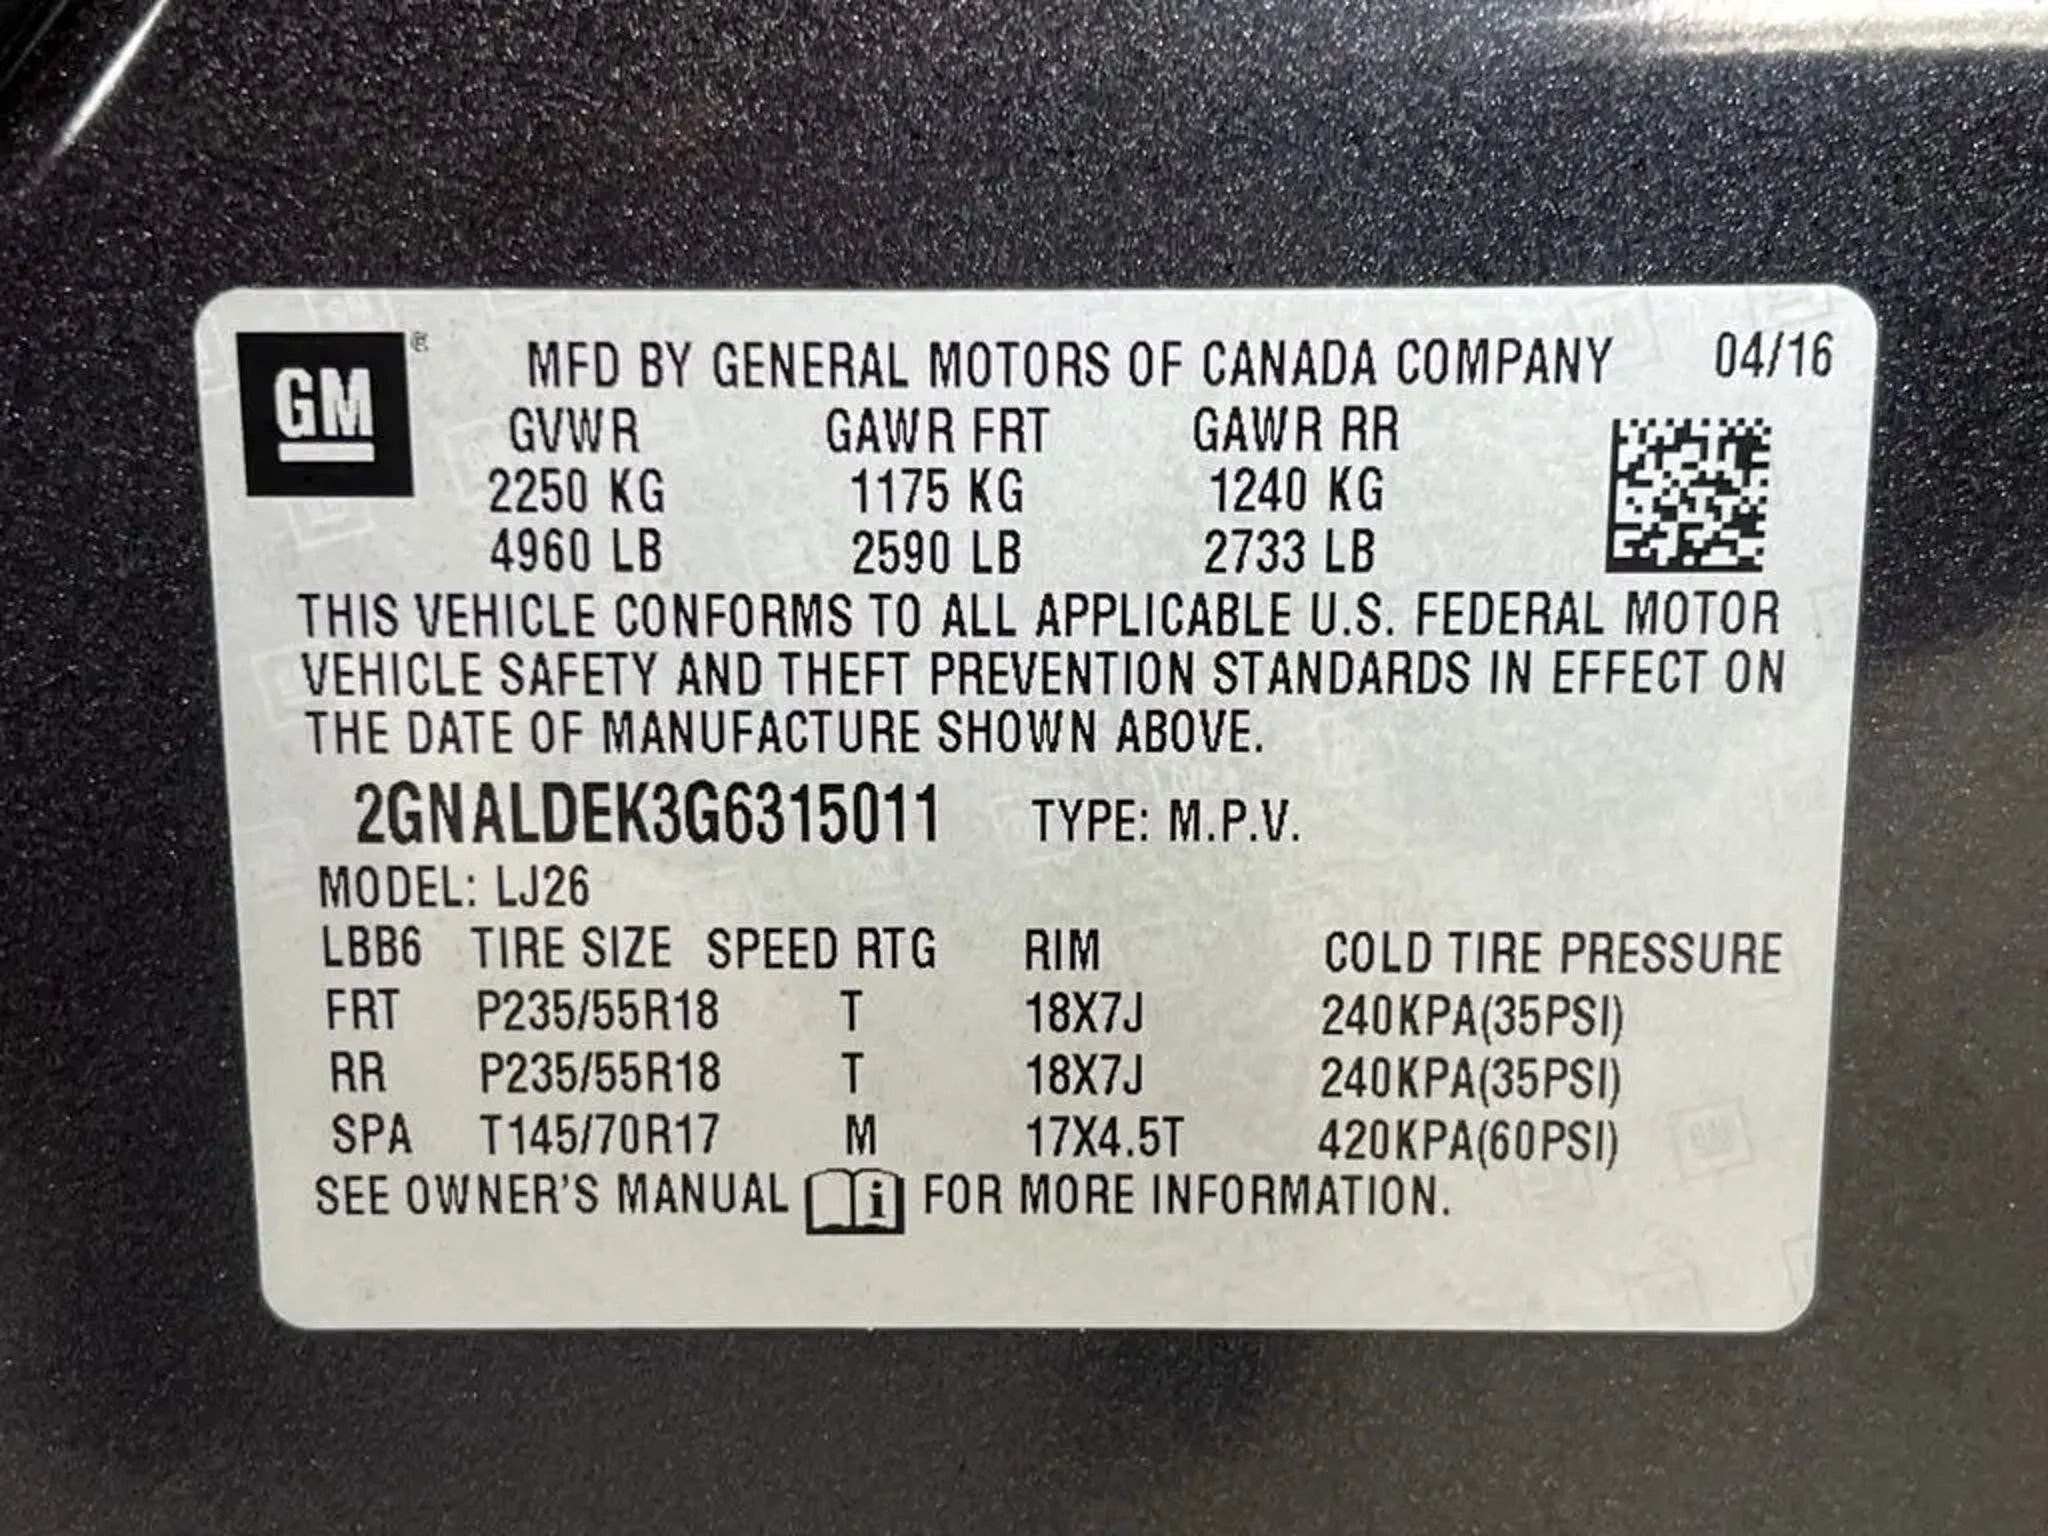 GM ®
MFD BY GENERAL MOTORS OF CANADA COMPANY 04/16
GVWR GAWR FRT GAWR RR
2250 KG 1175 KG 1240 KG
4960 LB 2590 LB 2733 LB
THIS VEHICLE CONFORMS TO ALL APPLICABLE U.S. FEDERAL MOTOR
VEHICLE SAFETY AND THEFT PREVENTION STANDARDS IN EFFECT ON
THE DATE OF MANUFACTURE SHOWN ABOVE.
2GNALDEK3G6315011 TYPE: M.P.V.
MODEL: LJ26
LBB6 TIRE SIZE SPEED RTG RIM COLD TIRE PRESSURE
FRT P235/55R18 T 18X7J 240KPA(35PSI)
RR P235/55R18 T 18X7J 240KPA(35PSI)
SPA T145/70R17 M 17X4.5T 420KPA(60PSI)
SEE OWNER'S MANUAL i FOR MORE INFORMATION.